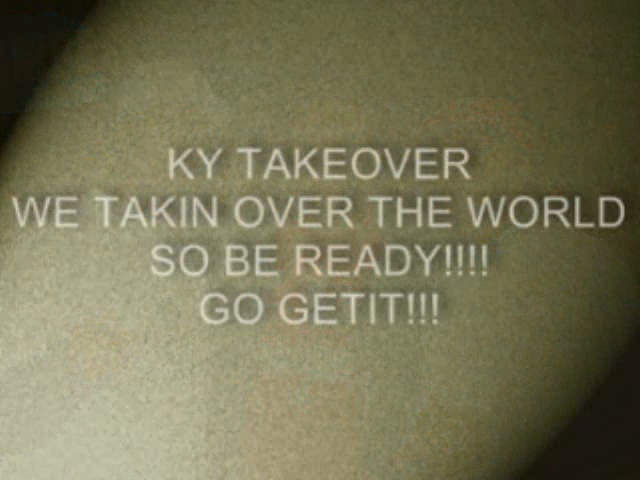 KY TAKEOVER
WE TAKIN OVER THE WORLD
SO BE READY!!!!
GO GETIT!!!